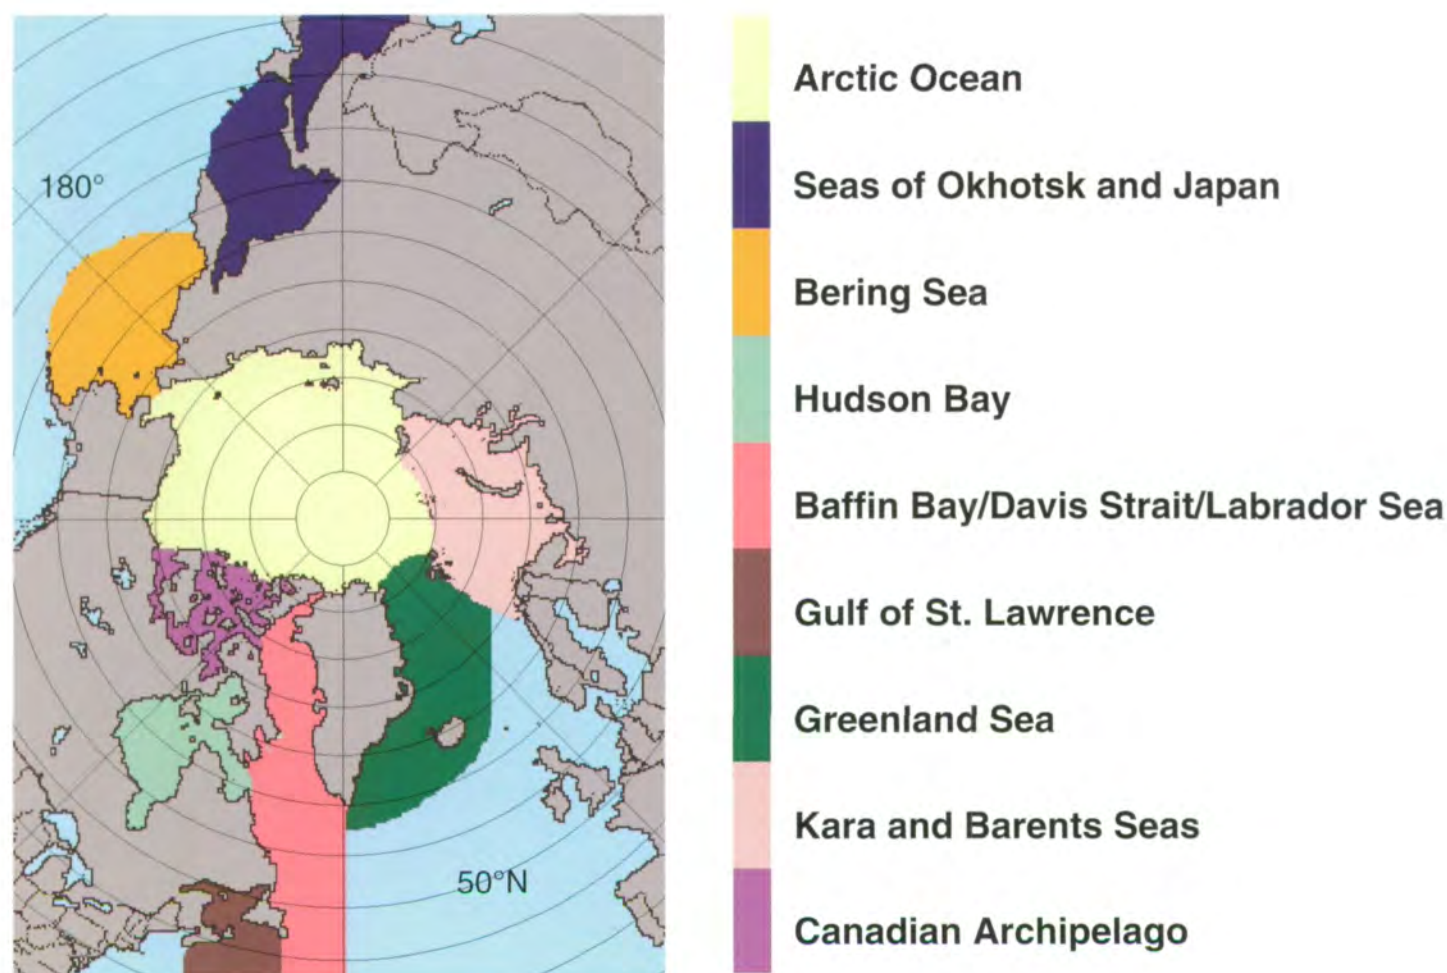 180°
50°N
Arctic Ocean
Seas of Okhotsk and Japan
Bering Sea
Hudson Bay
Baffin Bay/Davis Strait/Labrador Sea
Gulf of St. Lawrence
Greenland Sea
Kara and Barents Seas
Canadian Archipelago